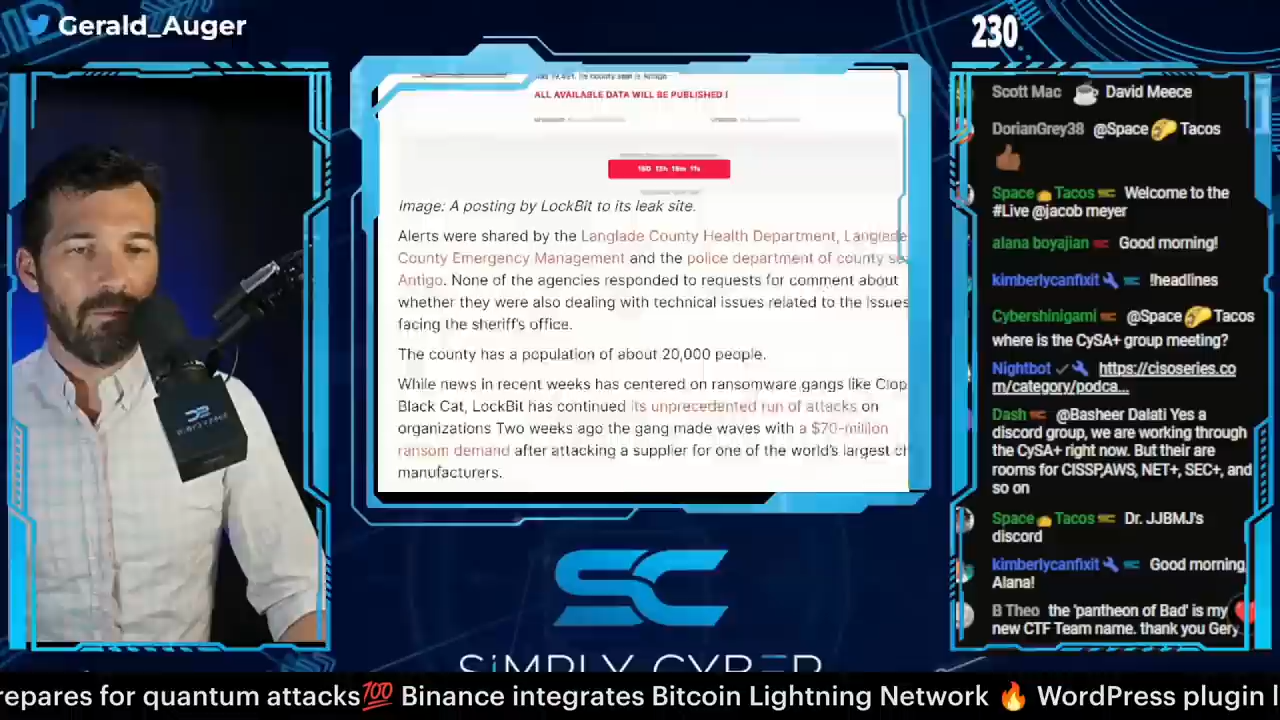 Gerald_Auger
230
its county seat is Antigo
ALL AVAILABLE DATA WILL BE PUBLISHED !
Image: A posting by LockBit to its leak site.
Alerts were shared by the Langlade County Health Department, Langlade
County Emergency Management and the police department of county
Antigo. None of the agencies responded to requests for comment about
whether they were also dealing with technical issues related to the issues
facing the sheriff's office.
The county has a population of about 20,000 people.
While news in recent weeks has centered on ransomware gangs like Clop
Black Cat, LockBit has continued its unprecedented run of attacks on
organizations Two weeks ago the gang made waves with a $70-million
ransom demand after attacking a supplier for one of the world's largest ch
manufacturers.
Scott Mac ☕ David Meece
DorianGrey38 @Space 🌮 Tacos
👍🏾
Space 🌮 Tacos Welcome to the
#Live @jacob meyer
alana boyajian Good morning!
kimberlycanfixit 🔧 !headlines
Cybershinigami @Space 🌮 Tacos
where is the CySA+ group meeting?
Nightbot ✓ 🔧 https://cisoseries.co
m/category/podca...
Dash @Basheer Dalati Yes a
discord group, we are working through
the CySA+ right now. But their are
rooms for CISSP,AWS, NET+, SEC+, and
so on
Space 🌮 Tacos Dr. JJBMJ's
discord
kimberlycanfixit 🔧 Good morning,
Alana!
B Theo the 'pantheon of Bad' is my
new CTF Team name. thank you Gery
SC
SiMPLY CYBER
repares for quantum attacks💯 Binance integrates Bitcoin Lightning Network 🔥 WordPress plugin